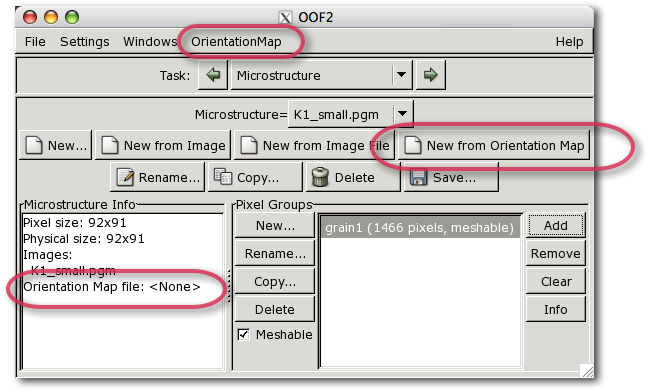 X OOF2
File Settings Windows OrientationMap Help
Task: Microstructure
Microstructure= K1_small.pgm
New... New from Image New from Image File New from Orientation Map
Rename... Copy... Delete Save...
Microstructure Info
Pixel size: 92x91
Physical size: 92x91
Images:
K1_small.pgm
Orientation Map file: <None>
Pixel Groups
New...
Rename...
Copy...
Delete
Meshable
grain1 (1466 pixels, meshable)
Add
Remove
Clear
Info